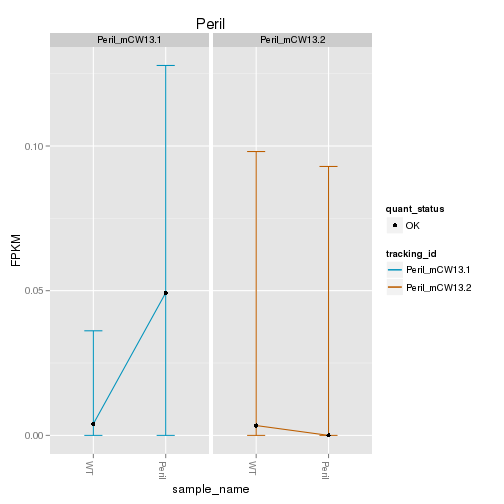 Peril
Peril_mCW13.1
Peril_mCW13.2
FPKM
0.10
0.05
0.00
WT
Peril
WT
Peril
sample_name
quant_status
OK
tracking_id
Peril_mCW13.1
Peril_mCW13.2